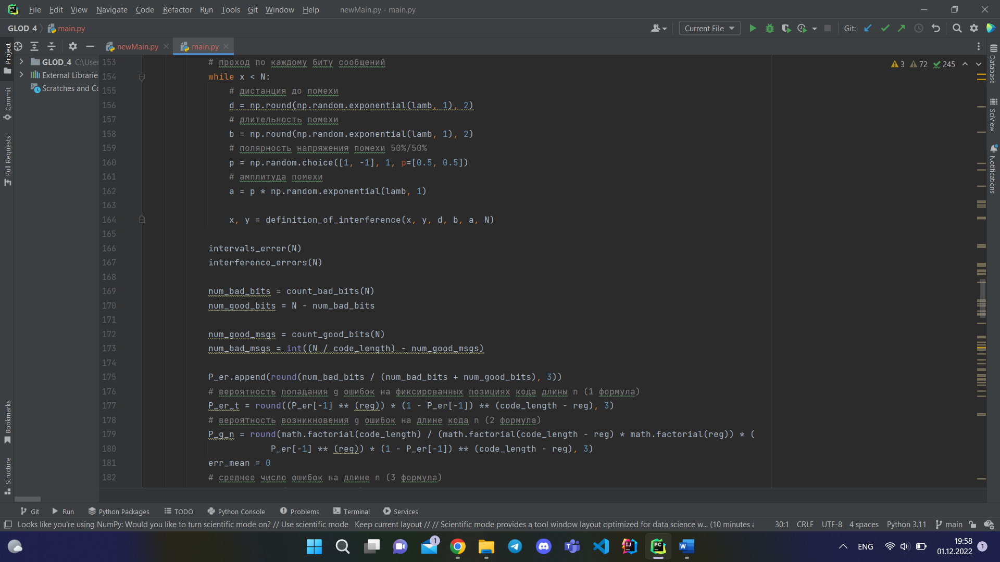 File Edit View Navigate Code Refactor Run Tools Git Window Help newMain.py - main.py
GLOD_4 main.py Current File Git:
newMain.py main.py
Project
Commit
Pull Requests
Bookmarks
Structure
GLOD_4 C:\User
External Librarie
Scratches and Co
3 72 245
153 # проход по каждому биту сообщений
154 while x < N:
155 # дистанция до помехи
156 d = np.round(np.random.exponential(lamb, 1), 2)
157 # длительность помехи
158 b = np.round(np.random.exponential(lamb, 1), 2)
159 # полярность напряжения помехи 50%/50%
160 p = np.random.choice([1, -1], 1, p=[0.5, 0.5])
161 # амплитуда помехи
162 a = p * np.random.exponential(lamb, 1)
163
164 x, y = definition_of_interference(x, y, d, b, a, N)
165
166 intervals_error(N)
167 interference_errors(N)
168
169 num_bad_bits = count_bad_bits(N)
170 num_good_bits = N - num_bad_bits
171
172 num_good_msgs = count_good_bits(N)
173 num_bad_msgs = int((N / code_length) - num_good_msgs)
174
175 P_er.append(round(num_bad_bits / (num_bad_bits + num_good_bits), 3))
176 # вероятность попадания g ошибок на фиксированных позициях кода длины n (1 формула)
177 P_er_t = round((P_er[-1] ** (reg)) * (1 - P_er[-1]) ** (code_length - reg), 3)
178 # вероятность возникновения g ошибок на длине кода n (2 формула)
179 P_g_n = round(math.factorial(code_length) / (math.factorial(code_length - reg) * math.factorial(reg)) * (
180 P_er[-1] ** (reg)) * (1 - P_er[-1]) ** (code_length - reg), 3)
181 err_mean = 0
182 # среднее число ошибок на длине n (3 формула)
Database
SciView
Notifications
Git Run Python Packages TODO Python Console Problems Terminal Services
Looks like you're using NumPy: Would you like to turn scientific mode on? // Use scientific mode Keep current layout // // Scientific mode provides a tool window layout optimized for data science w... (10 minutes a 30:1 CRLF UTF-8 4 spaces Python 3.11 main
1 ENG 19:58
01.12.2022 1